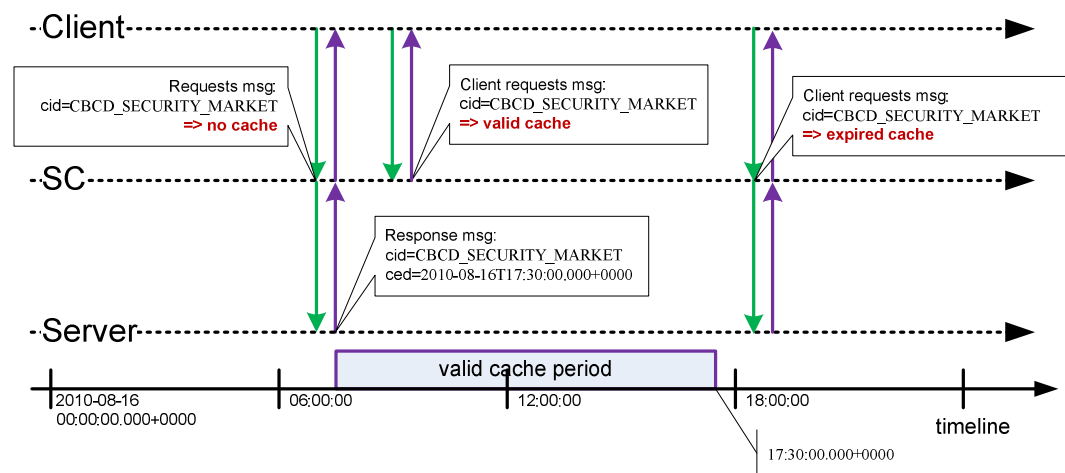 Client
Requests msg:
cid=CBCD_SECURITY_MARKET
=> no cache
Client requests msg:
cid=CBCD_SECURITY_MARKET
=> valid cache
Client requests msg:
cid=CBCD_SECURITY_MARKET
=> expired cache
SC
Response msg:
cid=CBCD_SECURITY_MARKET
ced=2010-08-16T17:30:00.000+0000
Server
valid cache period
2010-08-16
00:00:00.000+0000
06:00:00
12:00:00
18:00:00
timeline
17:30:00.000+0000